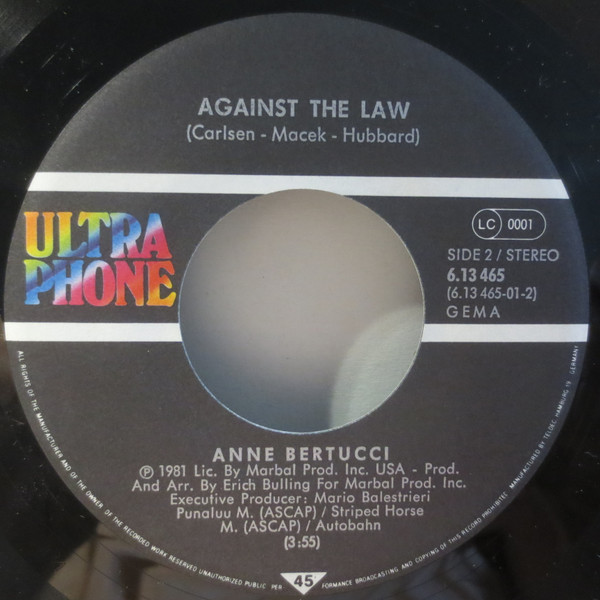 AGAINST THE LAW
(Carlsen - Macek - Hubbard)
ULTRA
PHONE
LC 0001
SIDE 2 / STEREO
6.13 465
(6.13 465-01-2)
GEMA
ANNE BERTUCCI
℗ 1981 Lic. By Marbal Prod. Inc. USA - Prod.
And Arr. By Erich Bulling For Marbal Prod. Inc.
Executive Producer: Mario Balestrieri
Punaluu M. (ASCAP) / Striped Horse
M. (ASCAP) / Autobahn
(3:55)
ALL RIGHTS OF THE MANUFACTURER AND OF THE OWNER OF THE RECORDED WORK RESERVED UNAUTHORIZED PUBLIC PER
45
FORMANCE BROADCASTING AND COPYING OF THIS RECORD PROHIBITED MANUFACTURED BY TELDEC HAMBURG 19 GERMANY